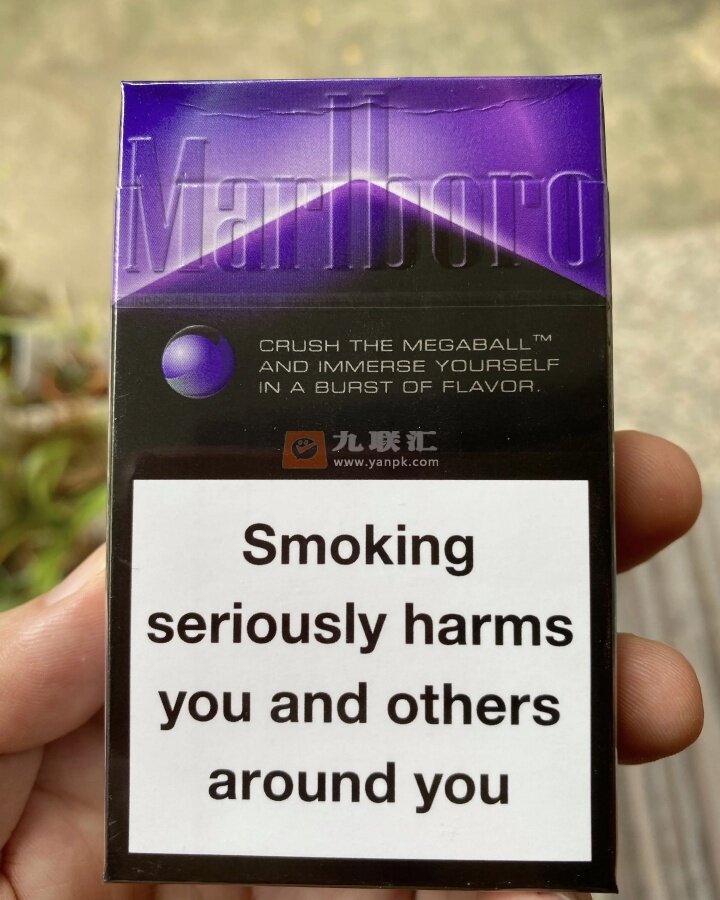 Marlboro
CRUSH THE MEGABALL™
AND IMMERSE YOURSELF
IN A BURST OF FLAVOR.
九联汇
www.yanpk.com
Smoking
seriously harms
you and others
around you